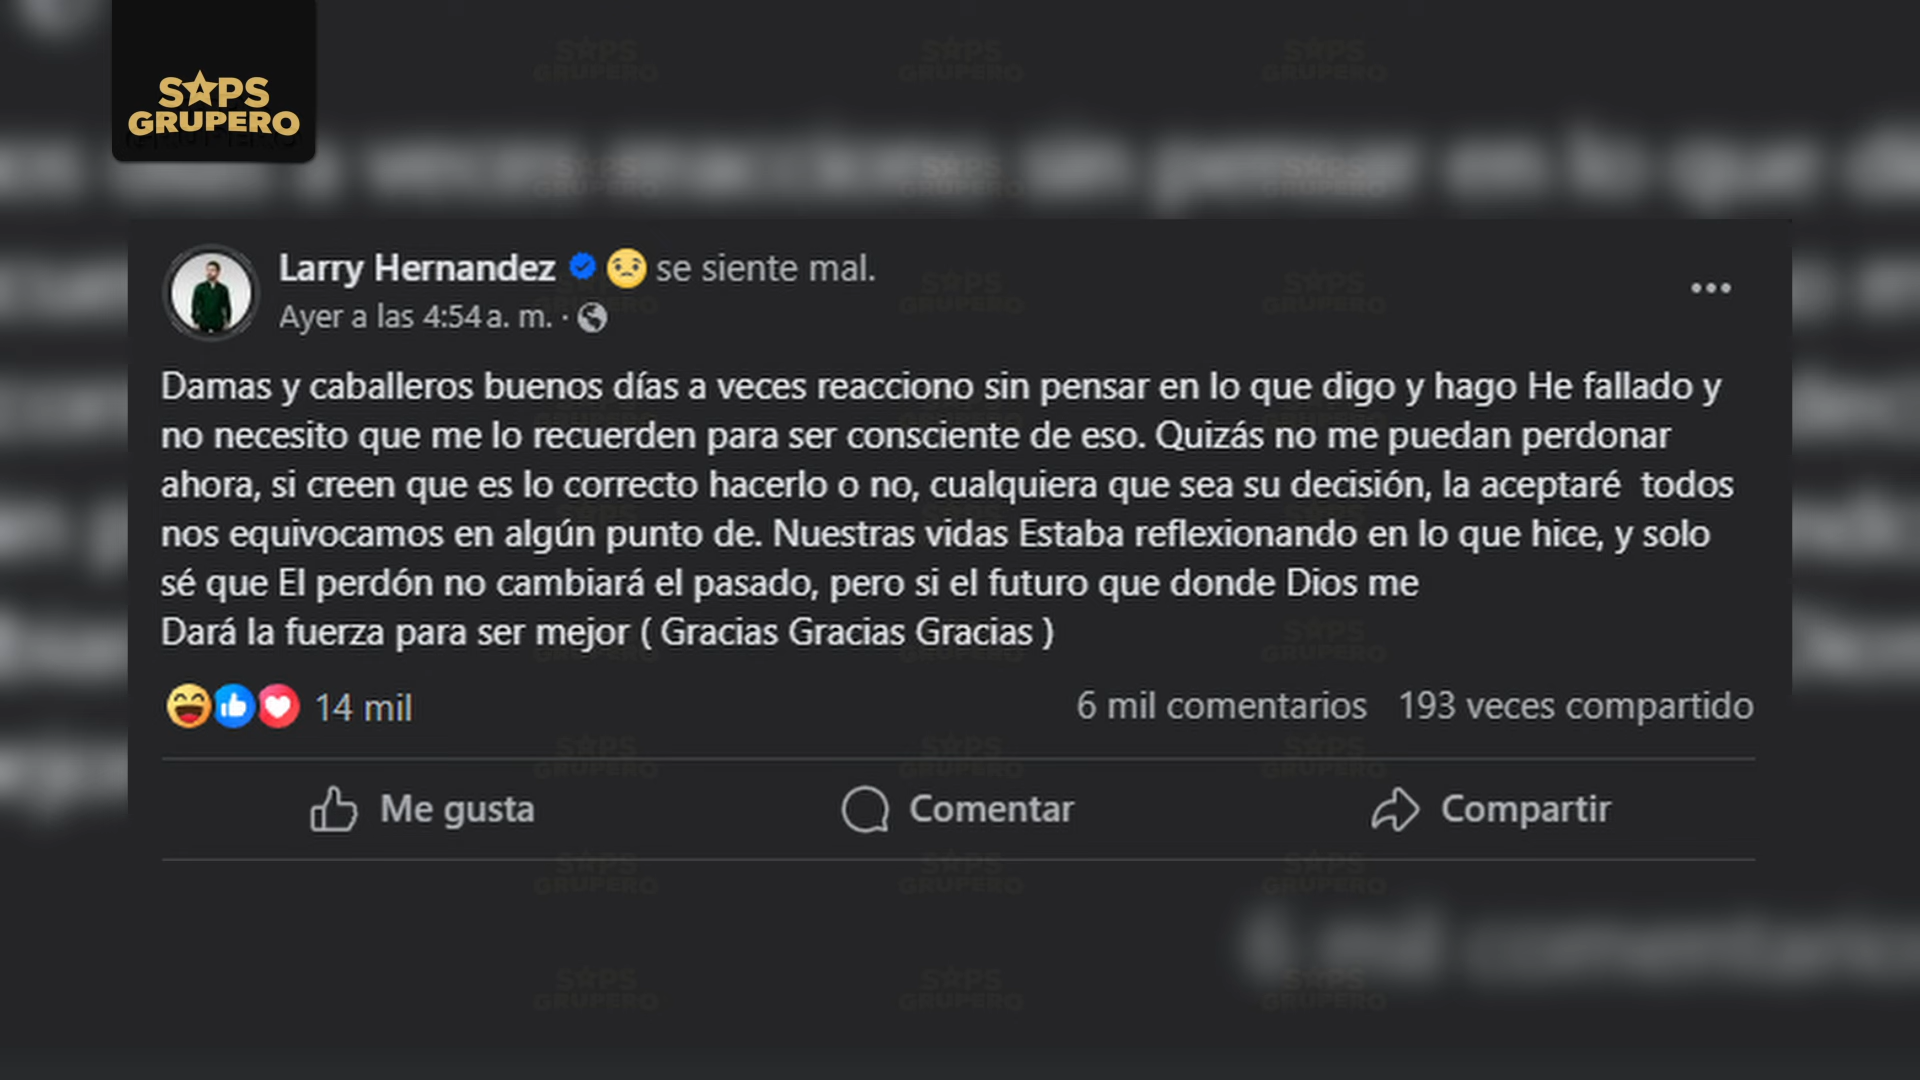 SAPS
GRUPERO
Larry Hernandez se siente mal.
Ayer a las 4:54 a. m. ·
Damas y caballeros buenos días a veces reacciono sin pensar en lo que digo y hago He fallado y
no necesito que me lo recuerden para ser consciente de eso. Quizás no me puedan perdonar
ahora, si creen que es lo correcto hacerlo o no, cualquiera que sea su decisión, la aceptaré  todos
nos equivocamos en algún punto de. Nuestras vidas Estaba reflexionando en lo que hice, y solo
sé que El perdón no cambiará el pasado, pero si el futuro que donde Dios me
Dará la fuerza para ser mejor ( Gracias Gracias Gracias )
14 mil 6 mil comentarios 193 veces compartido
Me gusta Comentar Compartir
6 mil comentarios